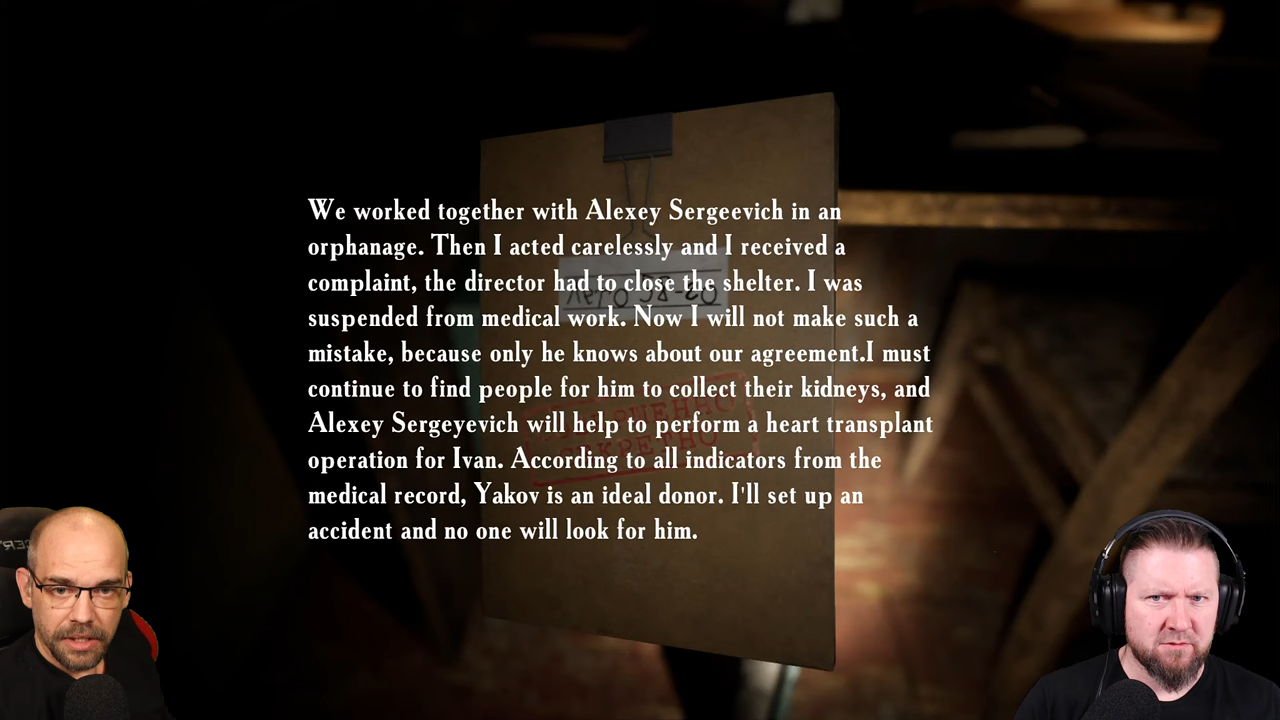 We worked together with Alexey Sergeevich in an
orphanage. Then I acted carelessly and I received a
complaint, the director had to close the shelter. I was
suspended from medical work. Now I will not make such a
mistake, because only he knows about our agreement.I must
continue to find people for him to collect their kidneys, and
Alexey Sergeyevich will help to perform a heart transplant
operation for Ivan. According to all indicators from the
medical record, Yakov is an ideal donor. I'll set up an
accident and no one will look for him.